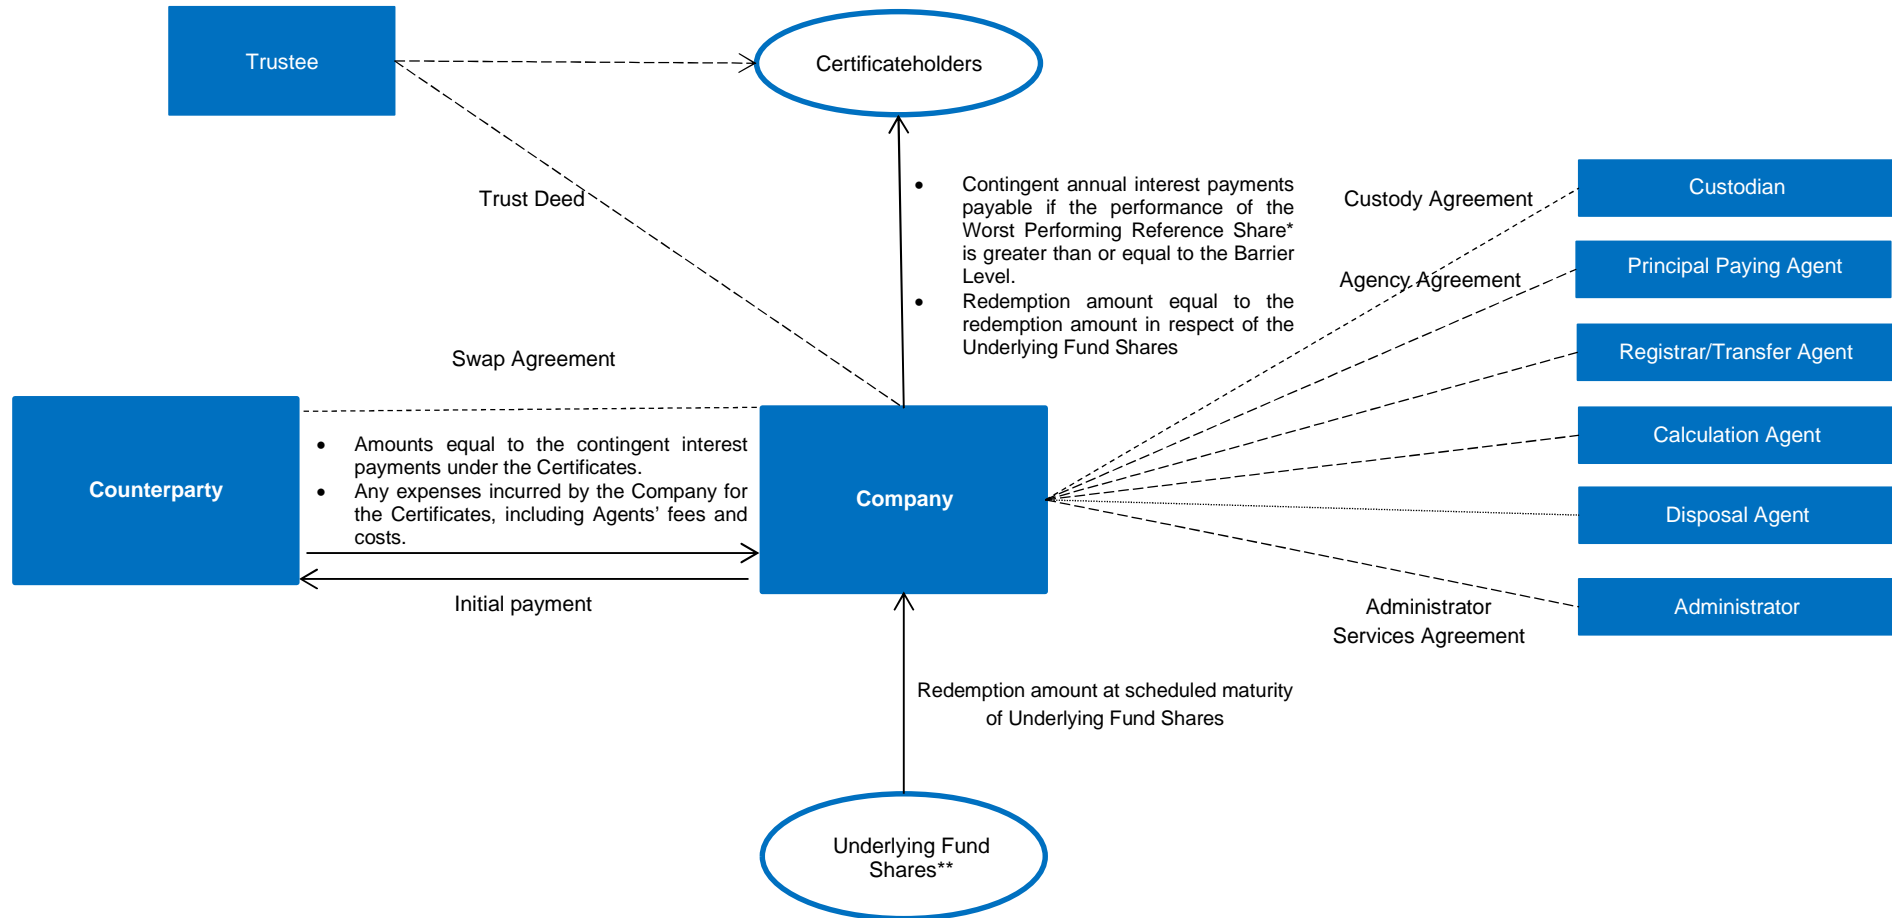 Trustee
Certificateholders
Trust Deed
• Contingent annual interest payments
payable if the performance of the
Worst Performing Reference Share*
is greater than or equal to the Barrier
Level.
• Redemption amount equal to the
redemption amount in respect of the
Underlying Fund Shares
Custody Agreement
Custodian
Agency Agreement
Principal Paying Agent
Registrar/Transfer Agent
Calculation Agent
Disposal Agent
Administrator
Administrator
Services Agreement
Swap Agreement
Counterparty
• Amounts equal to the contingent interest
payments under the Certificates.
• Any expenses incurred by the Company for
the Certificates, including Agents’ fees and
costs.
Company
Initial payment
Redemption amount at scheduled maturity
of Underlying Fund Shares
Underlying Fund
Shares**